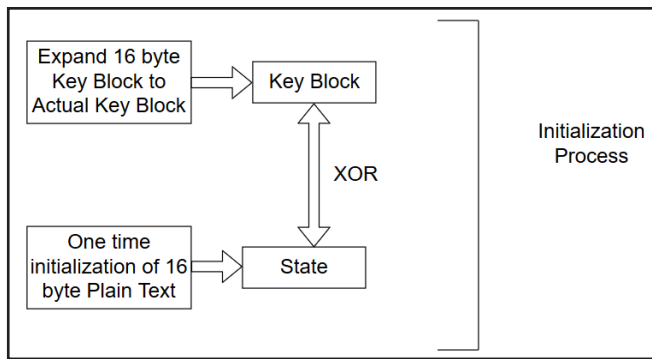 Expand 16 byte
Key Block to
Actual Key Block
Key Block
Initialization
Process
XOR
One time
initialization of 16
byte Plain Text
State